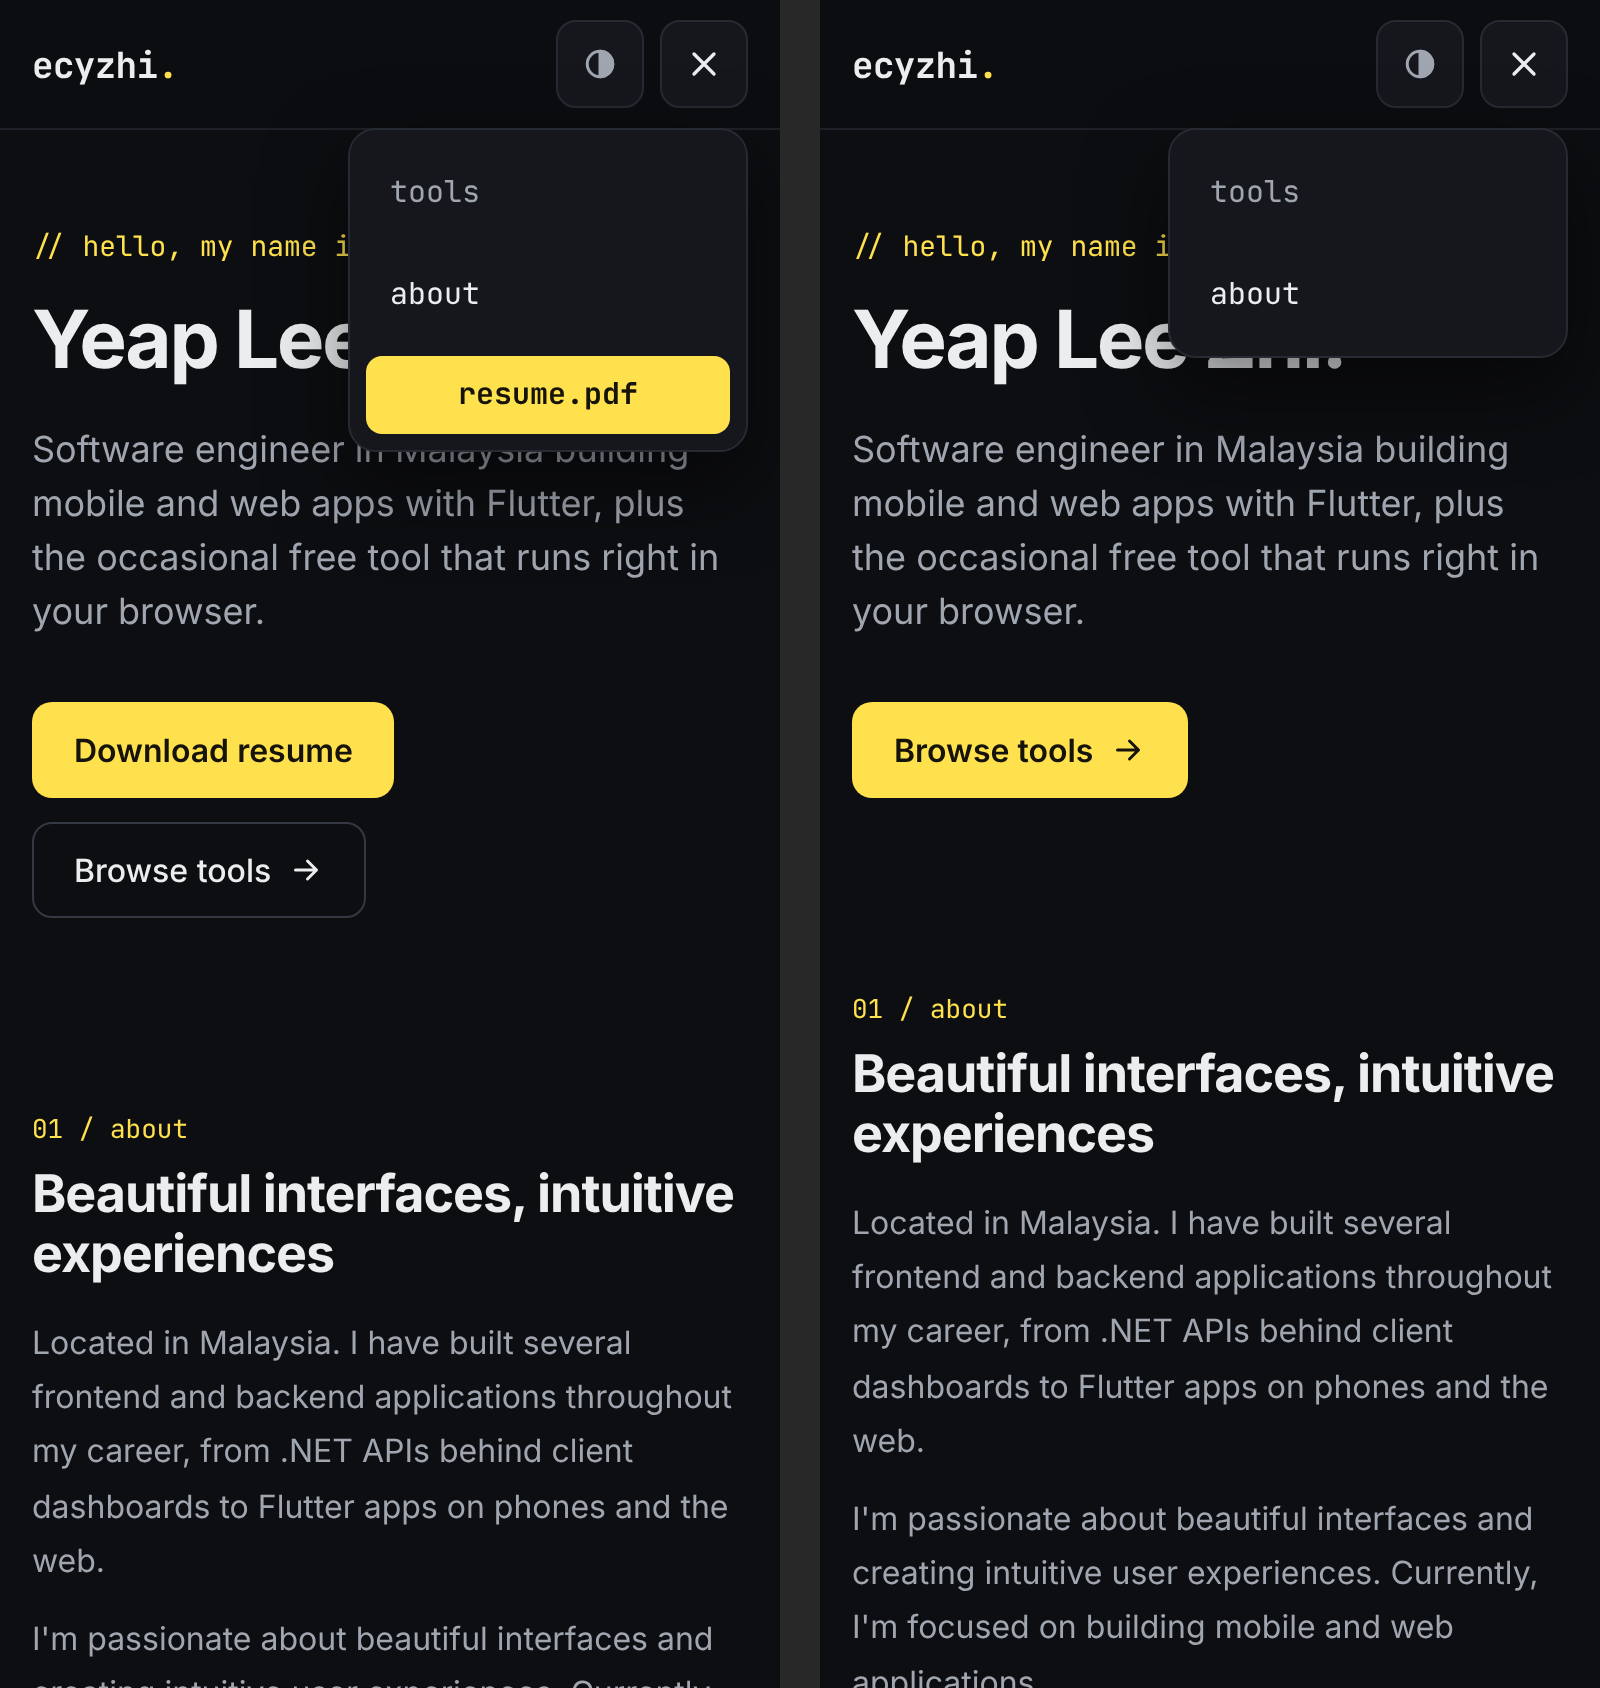 ecyzhi.
tools
// hello, my name i
about
Yeap Lee
resume.pdf
Software engineer in Malaysia building
mobile and web apps with Flutter, plus
the occasional free tool that runs right in
your browser.
Download resume
Browse tools →
01 / about
Beautiful interfaces, intuitive
experiences
Located in Malaysia. I have built several
frontend and backend applications throughout
my career, from .NET APIs behind client
dashboards to Flutter apps on phones and the
web.
I'm passionate about beautiful interfaces and
creating intuitive user experiences. Currently,
ecyzhi.
tools
// hello, my name i
about
Yeap Lee
Software engineer in Malaysia building
mobile and web apps with Flutter, plus
the occasional free tool that runs right in
your browser.
Browse tools →
01 / about
Beautiful interfaces, intuitive
experiences
Located in Malaysia. I have built several
frontend and backend applications throughout
my career, from .NET APIs behind client
dashboards to Flutter apps on phones and the
web.
I'm passionate about beautiful interfaces and
creating intuitive user experiences. Currently,
I'm focused on building mobile and web
applications